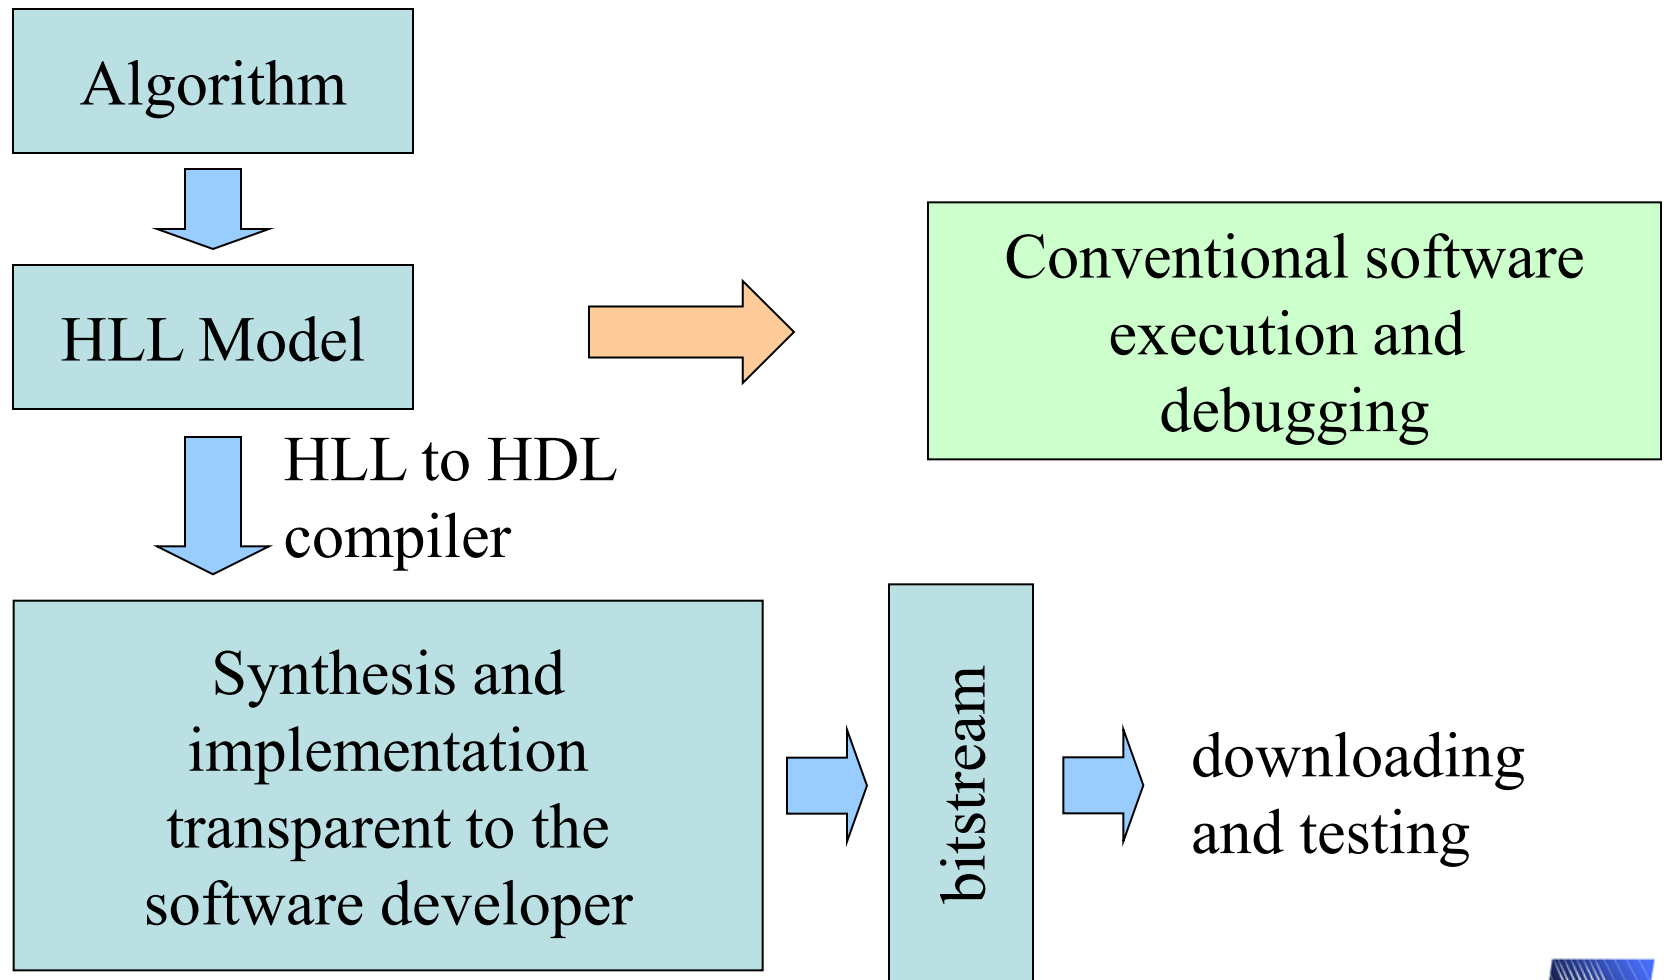 Algorithm
HLL Model
Conventional software
execution and
debugging
HLL to HDL
compiler
Synthesis and
implementation
transparent to the
software developer
bitstream
downloading
and testing